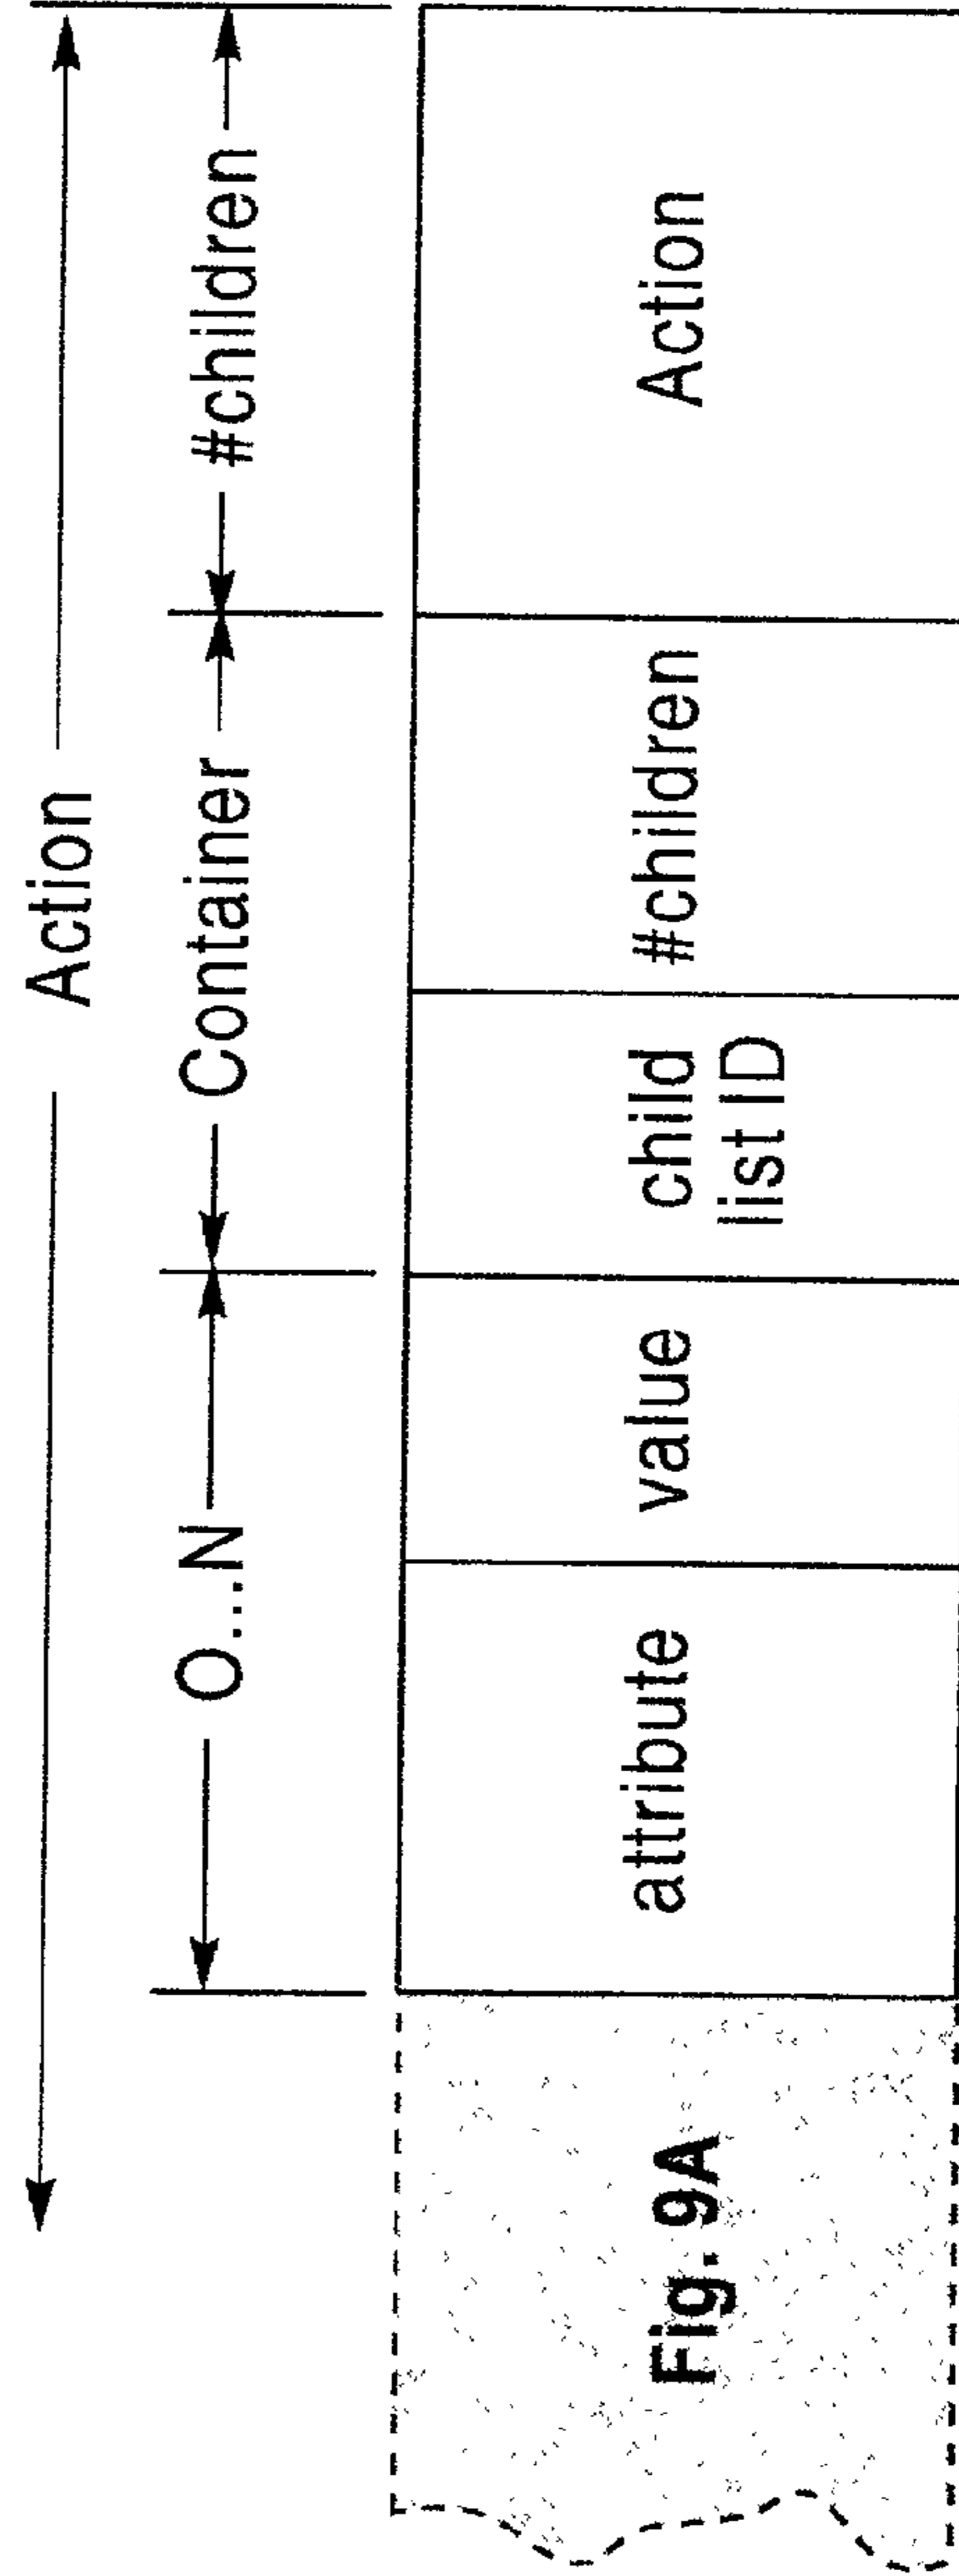 Action
O...N
Container
#children
Fig. 9A
attribute
value
child
list ID
#children
Action